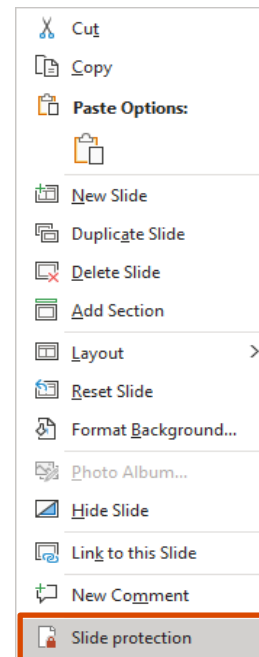 Cut
Copy
Paste Options:
New Slide
Duplicate Slide
Delete Slide
Add Section
Layout
Reset Slide
Format Background...
Photo Album...
Hide Slide
Link to this Slide
New Comment
Slide protection